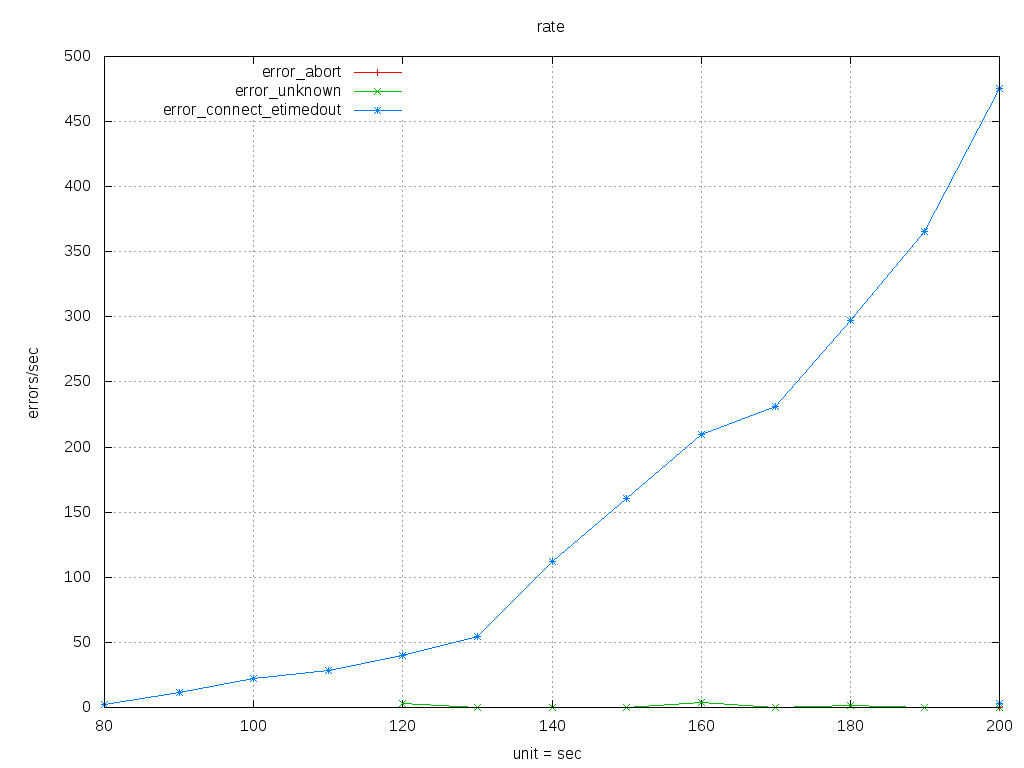 rate
500
450
400
350
300
250
200
150
100
50
0
error_abort
error_unknown
error_connect_etimedout
errors/sec
80 100 120 140 160 180 200
unit = sec